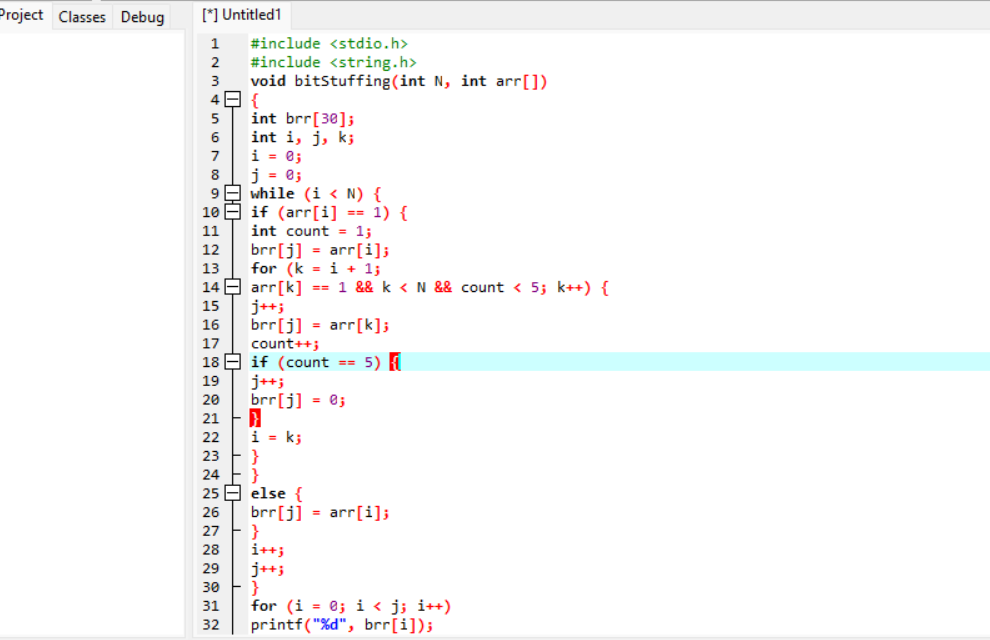 Project Classes Debug [*] Untitled1
1 #include <stdio.h>
2 #include <string.h>
3 void bitStuffing(int N, int arr[])
4 {
5 int brr[30];
6 int i, j, k;
7 i = 0;
8 j = 0;
9 while (i < N) {
10 if (arr[i] == 1) {
11 int count = 1;
12 brr[j] = arr[i];
13 for (k = i + 1;
14 arr[k] == 1 && k < N && count < 5; k++) {
15 j++;
16 brr[j] = arr[k];
17 count++;
18 if (count == 5) {
19 j++;
20 brr[j] = 0;
21 }
22 i = k;
23 }
24 }
25 else {
26 brr[j] = arr[i];
27 }
28 i++;
29 j++;
30 }
31 for (i = 0; i < j; i++)
32 printf("%d", brr[i]);